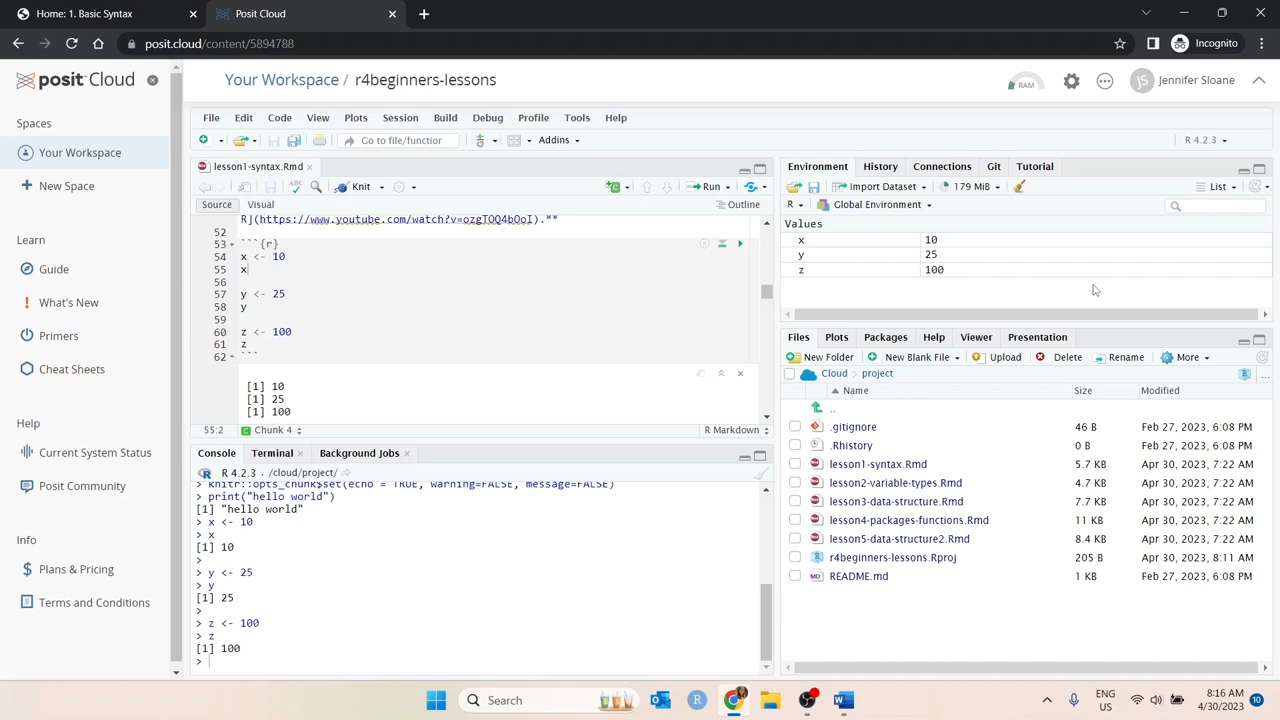 Home: 1. Basic Syntax
Posit Cloud
posit.cloud/content/5894788
Incognito
posit Cloud
Your Workspace / r4beginners-lessons
RAM
JS Jennifer Sloane
Spaces
Your Workspace
New Space
Learn
Guide
What's New
Primers
Cheat Sheets
Help
Current System Status
Posit Community
Info
Plans & Pricing
Terms and Conditions
File Edit Code View Plots Session Build Debug Profile Tools Help
Go to file/function Addins R 4.2.3
lesson1-syntax.Rmd
Knit Run
Source Visual Outline
R](https://www.youtube.com/watch?v=ozgTOQ4bOoI).**
52
53 ```{r}
54 x <- 10
55 x
56
57 y <- 25
58 y
59
60 z <- 100
61 z
62 ```
[1] 10
[1] 25
[1] 100
55:2 Chunk 4 R Markdown
Console Terminal Background Jobs
R 4.2.3 . /cloud/project/
> knitr::opts_chunk$set(echo = TRUE, warning=FALSE, message=FALSE)
> print("hello world")
[1] "hello world"
> x <- 10
> x
[1] 10
>
> y <- 25
> y
[1] 25
>
> z <- 100
> z
[1] 100
>
Environment History Connections Git Tutorial
Import Dataset 179 MiB List
R Global Environment
Values
x 10
y 25
z 100
Files Plots Packages Help Viewer Presentation
New Folder New Blank File Upload Delete Rename More
Cloud project
Name Size Modified
..
.gitignore 46 B Feb 27, 2023, 6:08 PM
.Rhistory 0 B Feb 27, 2023, 6:08 PM
lesson1-syntax.Rmd 5.7 KB Apr 30, 2023, 7:22 AM
lesson2-variable-types.Rmd 4.7 KB Apr 30, 2023, 7:22 AM
lesson3-data-structure.Rmd 7.7 KB Apr 30, 2023, 7:22 AM
lesson4-packages-functions.Rmd 11 KB Apr 30, 2023, 7:22 AM
lesson5-data-structure2.Rmd 8.4 KB Apr 30, 2023, 7:22 AM
r4beginners-lessons.Rproj 205 B Apr 30, 2023, 8:11 AM
README.md 1 KB Feb 27, 2023, 6:08 PM
Search
ENG
US
8:16 AM
4/30/2023
10